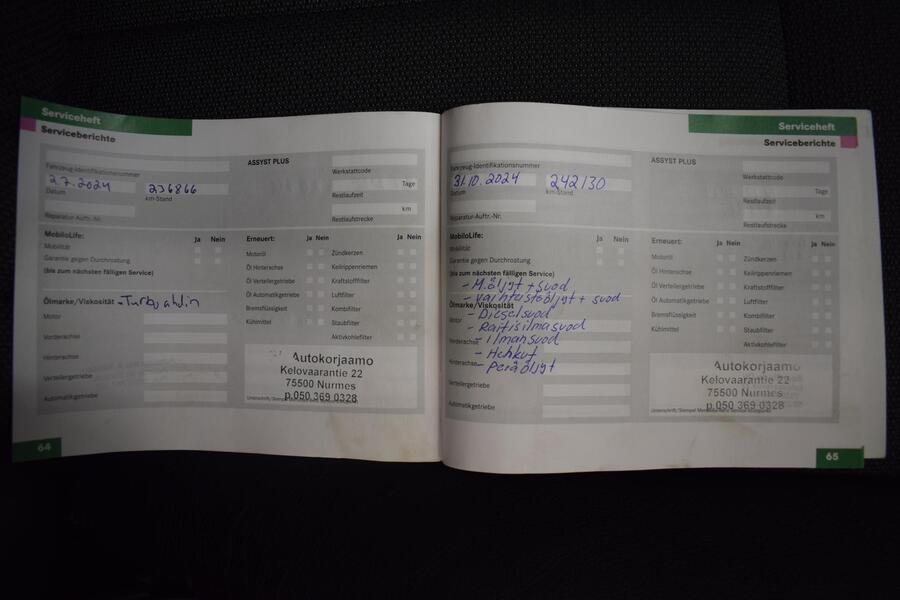 Serviceheft
Serviceberichte
ASSYST PLUS
Fahrzeug-Identifikationsnummer
Werkstattcode
2.7.2024 236866
Datum km-Stand
Tage
Restlaufzeit
km
Reparatur-Auftr.-Nr.
Restlaufstrecke
MobiloLife: Ja Nein
Mobilität
Garantie gegen Durchrostung
(bis zum nächsten fälligen Service)
Erneuert: Ja Nein Ja Nein
Motoröl Zündkerzen
Öl Hinterachse Keilrippenriemen
Öl Verteilergetriebe Kraftstofffilter
Öl Automatikgetriebe Luftfilter
Bremsflüssigkeit Kombifilter
Kühlmittel Staubfilter
Aktivkohlefilter
Ölmarke/Viskosität - Turbo ahdin
Motor
Vorderachse
Hinterachse
Verteilergetriebe
Automatikgetriebe
Autokorjaamo
Kelovaarantie 22
75500 Nurmes
p.050 369 0328
64
Serviceheft
Serviceberichte
ASSYST PLUS
Fahrzeug-Identifikationsnummer
Werkstattcode
31.10.2024 242130
Datum km-Stand
Tage
Restlaufzeit
km
Reparatur-Auftr.-Nr.
Restlaufstrecke
MobiloLife: Ja Nein
Mobilität
Garantie gegen Durchrostung
(bis zum nächsten fälligen Service)
Erneuert: Ja Nein Ja Nein
Motoröl Zündkerzen
Öl Hinterachse Keilrippenriemen
Öl Verteilergetriebe Kraftstofffilter
Öl Automatikgetriebe Luftfilter
Bremsflüssigkeit Kombifilter
Kühlmittel Staubfilter
Aktivkohlefilter
- M.öljyt + suod
- Vaihteistoöljyt + suod
Ölmarke/Viskosität
- Dieselsuod
Motor
- Raitisilmasuod
Vorderachse
- ilmansuod
- Hehkut
Hinterachse
- Peräöljyt
Verteilergetriebe
Automatikgetriebe
Autokorjaamo
Kelovaarantie 22
75500 Nurmes
p.050 369 0328
65